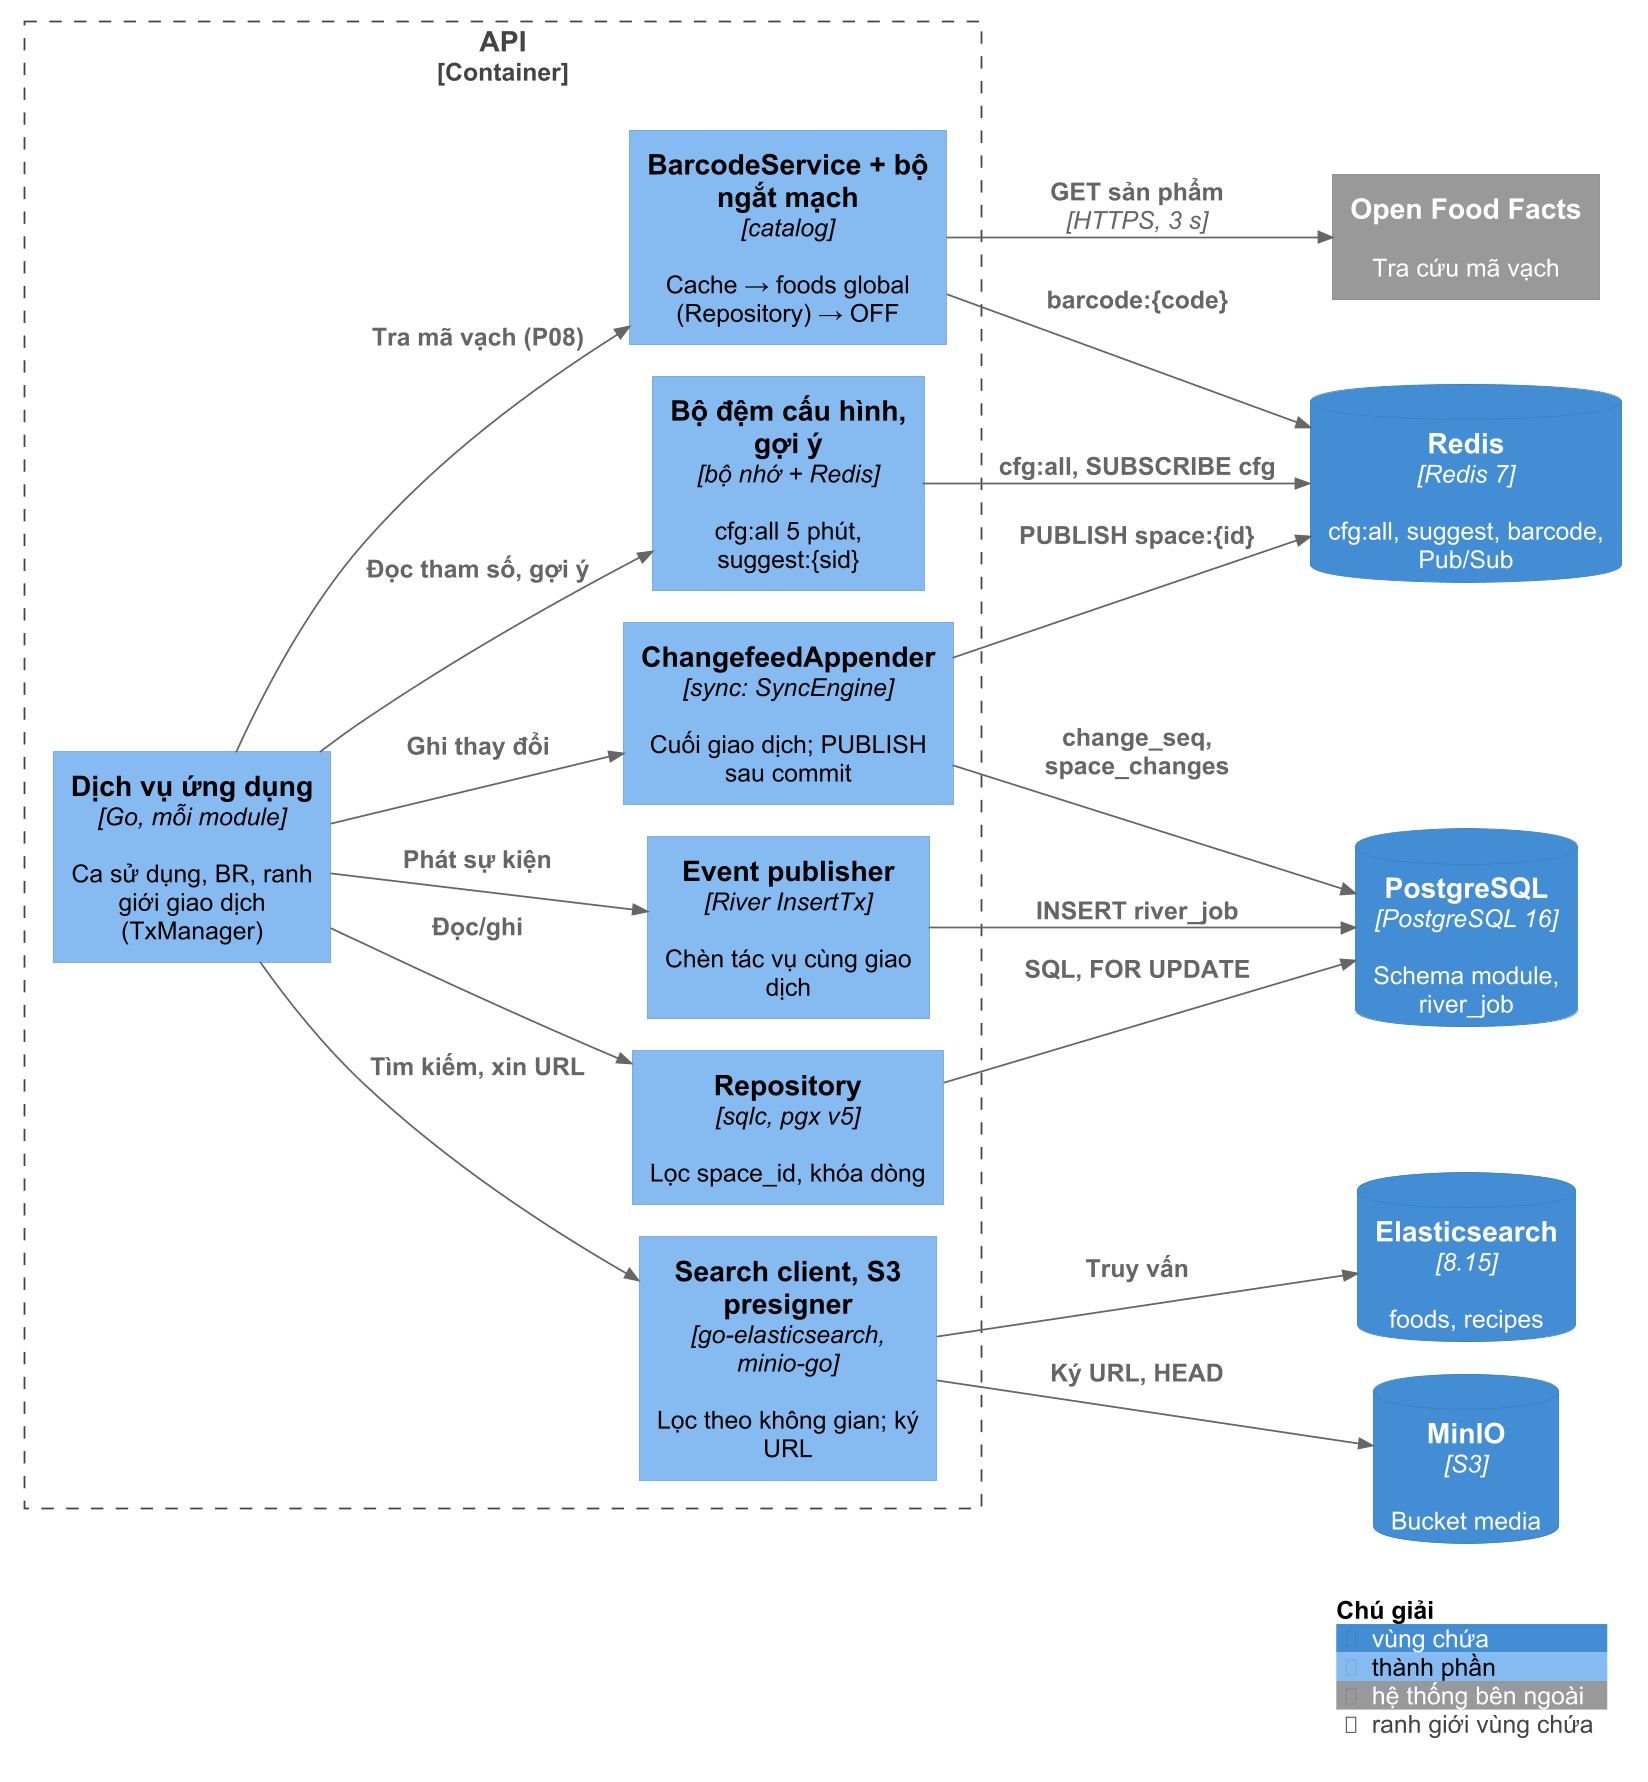 API
[Container]
BarcodeService + bộ
ngắt mạch
[catalog]
Cache → foods global
(Repository) → OFF
GET sản phẩm
[HTTPS, 3 s]
Open Food Facts
Tra cứu mã vạch
barcode:{code}
Tra mã vạch (P08)
Bộ đệm cấu hình,
gợi ý
[bộ nhớ + Redis]
cfg:all 5 phút,
suggest:{sid}
cfg:all, SUBSCRIBE cfg
Redis
[Redis 7]
cfg:all, suggest, barcode,
Pub/Sub
PUBLISH space:{id}
Đọc tham số, gợi ý
ChangefeedAppender
[sync: SyncEngine]
Cuối giao dịch; PUBLISH
sau commit
Ghi thay đổi
change_seq,
space_changes
Dịch vụ ứng dụng
[Go, mỗi module]
Ca sử dụng, BR, ranh
giới giao dịch
(TxManager)
Phát sự kiện
Event publisher
[River InsertTx]
Chèn tác vụ cùng giao
dịch
INSERT river_job
PostgreSQL
[PostgreSQL 16]
Schema module,
river_job
Đọc/ghi
SQL, FOR UPDATE
Repository
[sqlc, pgx v5]
Lọc space_id, khóa dòng
Tìm kiếm, xin URL
Search client, S3
presigner
[go-elasticsearch,
minio-go]
Lọc theo không gian; ký
URL
Truy vấn
Elasticsearch
[8.15]
foods, recipes
Ký URL, HEAD
MinIO
[S3]
Bucket media
Chú giải
vùng chứa
thành phần
hệ thống bên ngoài
ranh giới vùng chứa